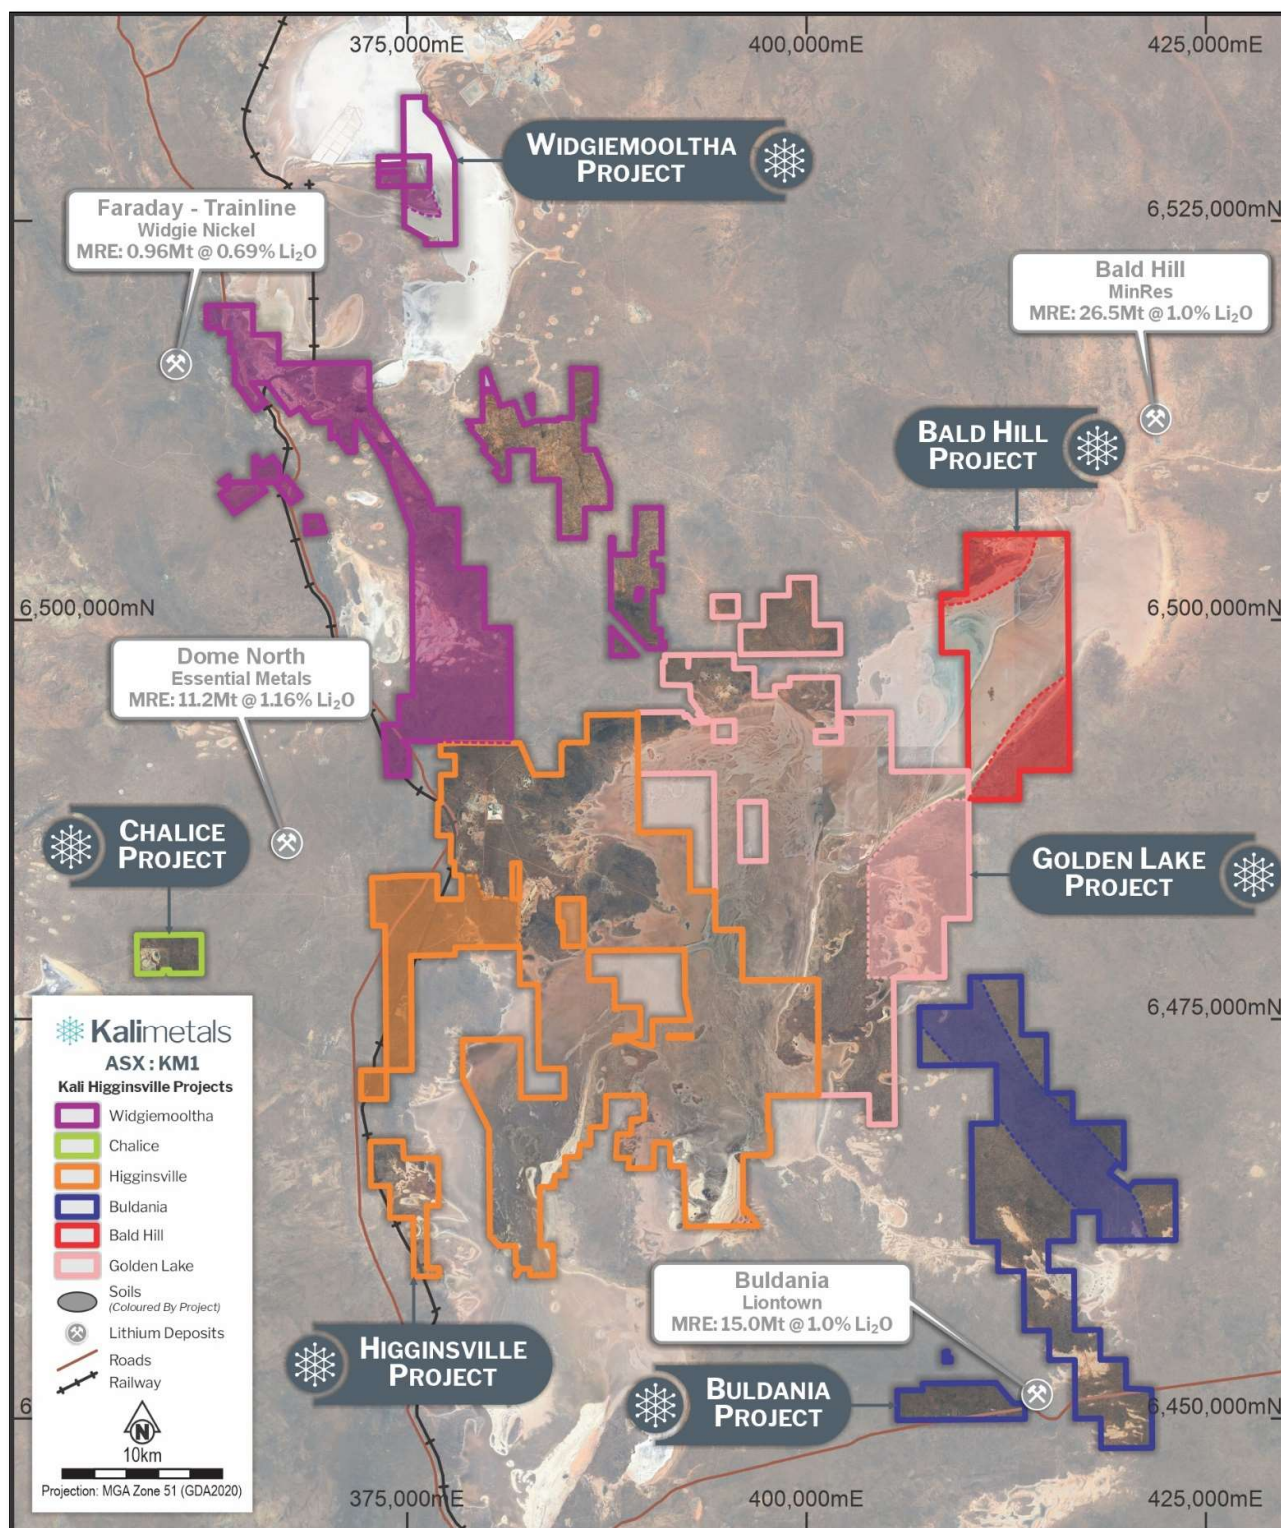 375,000mE
400,000mE
425,000mE
WIDGIEMOOLTHA
PROJECT
Faraday - Trainline
Widgie Nickel
MRE: 0.96Mt @ 0.69% Li₂O
6,525,000mN
Bald Hill
MinRes
MRE: 26.5Mt @ 1.0% Li₂O
BALD HILL
PROJECT
6,500,000mN
6,500,000mN
Dome North
Essential Metals
MRE: 11.2Mt @ 1.16% Li₂O
CHALICE
PROJECT
GOLDEN LAKE
PROJECT
6,475,000mN
Kalimetals
ASX : KM1
Kali Higginsville Projects
Widgiemooltha
Chalice
Higginsville
Buldania
Bald Hill
Golden Lake
Soils
(Coloured By Project)
Lithium Deposits
Roads
Railway
N
10km
Projection: MGA Zone 51 (GDA2020)
Buldania
Liontown
MRE: 15.0Mt @ 1.0% Li₂O
HIGGINSVILLE
PROJECT
BULDANIA
PROJECT
6,450,000mN
375,000mE
400,000mE
425,000mE